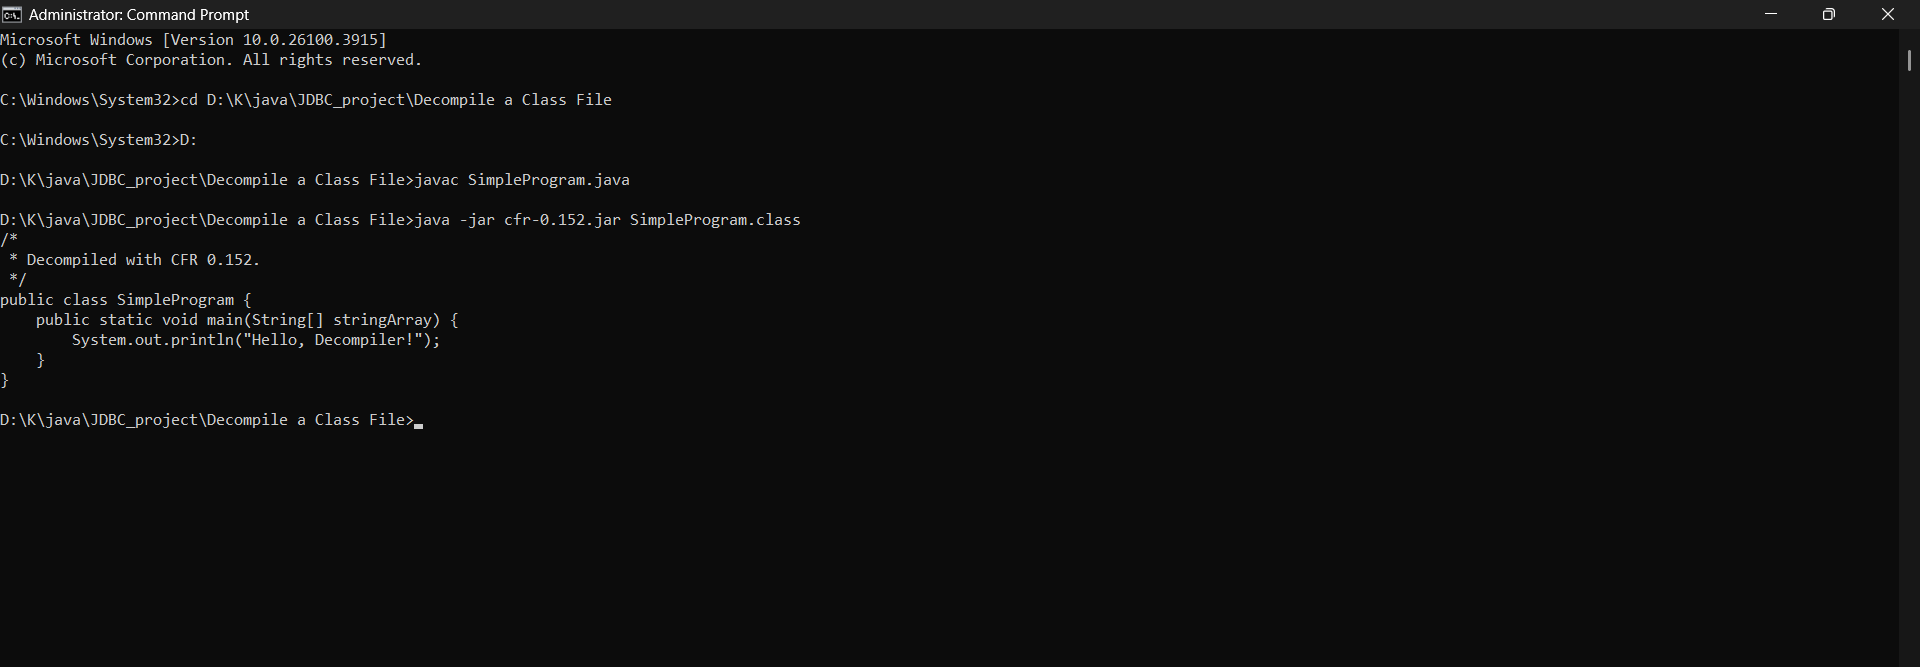 Administrator: Command Prompt
Microsoft Windows [Version 10.0.26100.3915]
(c) Microsoft Corporation. All rights reserved.
C:\Windows\System32>cd D:\K\java\JDBC_project\Decompile a Class File
C:\Windows\System32>D:
D:\K\java\JDBC_project\Decompile a Class File>javac SimpleProgram.java
D:\K\java\JDBC_project\Decompile a Class File>java -jar cfr-0.152.jar SimpleProgram.class
/*
 * Decompiled with CFR 0.152.
 */
public class SimpleProgram {
    public static void main(String[] stringArray) {
        System.out.println("Hello, Decompiler!");
    }
}
D:\K\java\JDBC_project\Decompile a Class File>